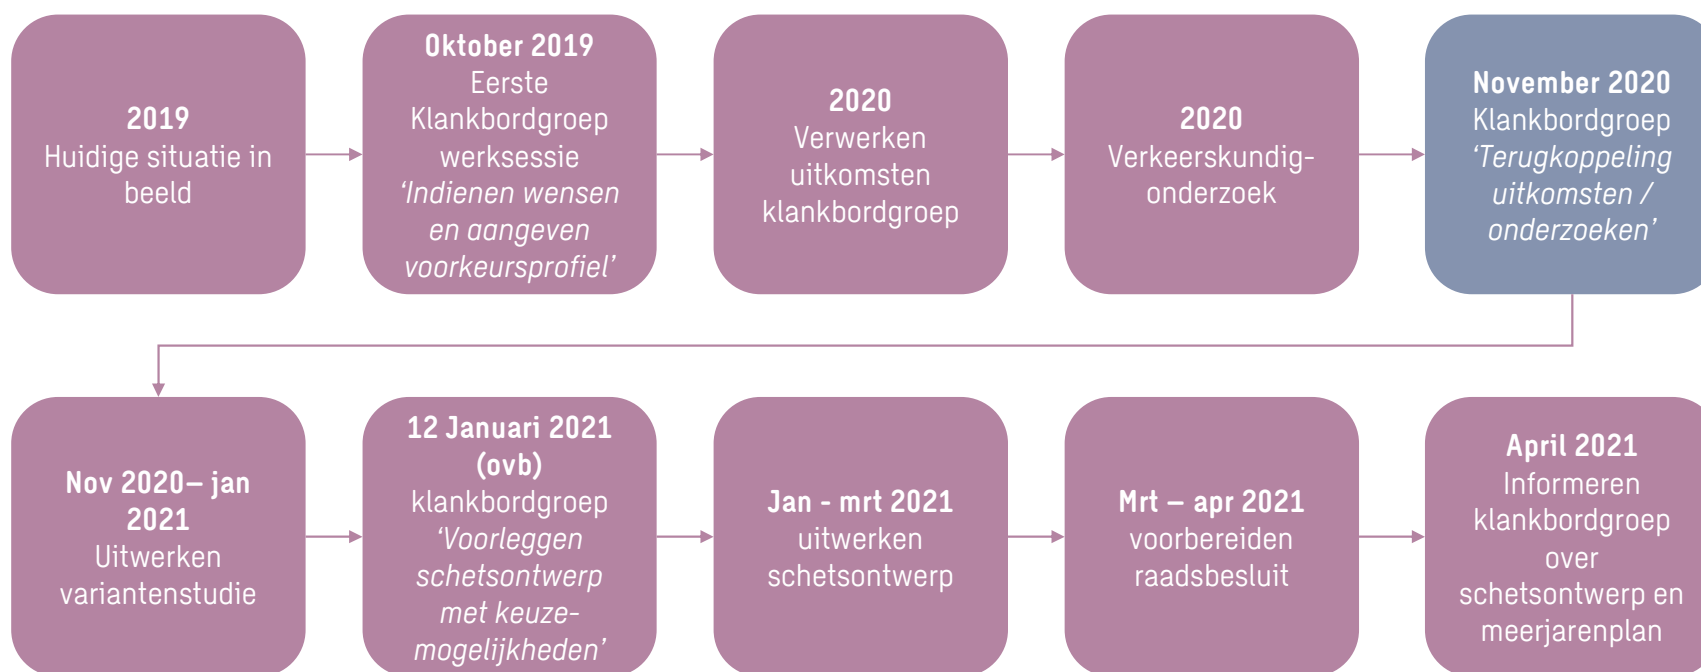 2019
Huidige situatie in
beeld
Oktober 2019
Eerste
Klankbordgroep
werksessie
‘Indienen wensen
en aangeven
voorkeursprofiel’
2020
Verwerken
uitkomsten
klankbordgroep
2020
Verkeerskundig-
onderzoek
November 2020
Klankbordgroep
‘Terugkoppeling
uitkomsten /
onderzoeken’
Nov 2020– jan
2021
Uitwerken
variantenstudie
12 Januari 2021
(ovb)
klankbordgroep
‘Voorleggen
schetsontwerp
met keuze-
mogelijkheden’
Jan - mrt 2021
uitwerken
schetsontwerp
Mrt – apr 2021
voorbereiden
raadsbesluit
April 2021
Informeren
klankbordgroep
over
schetsontwerp en
meerjarenplan